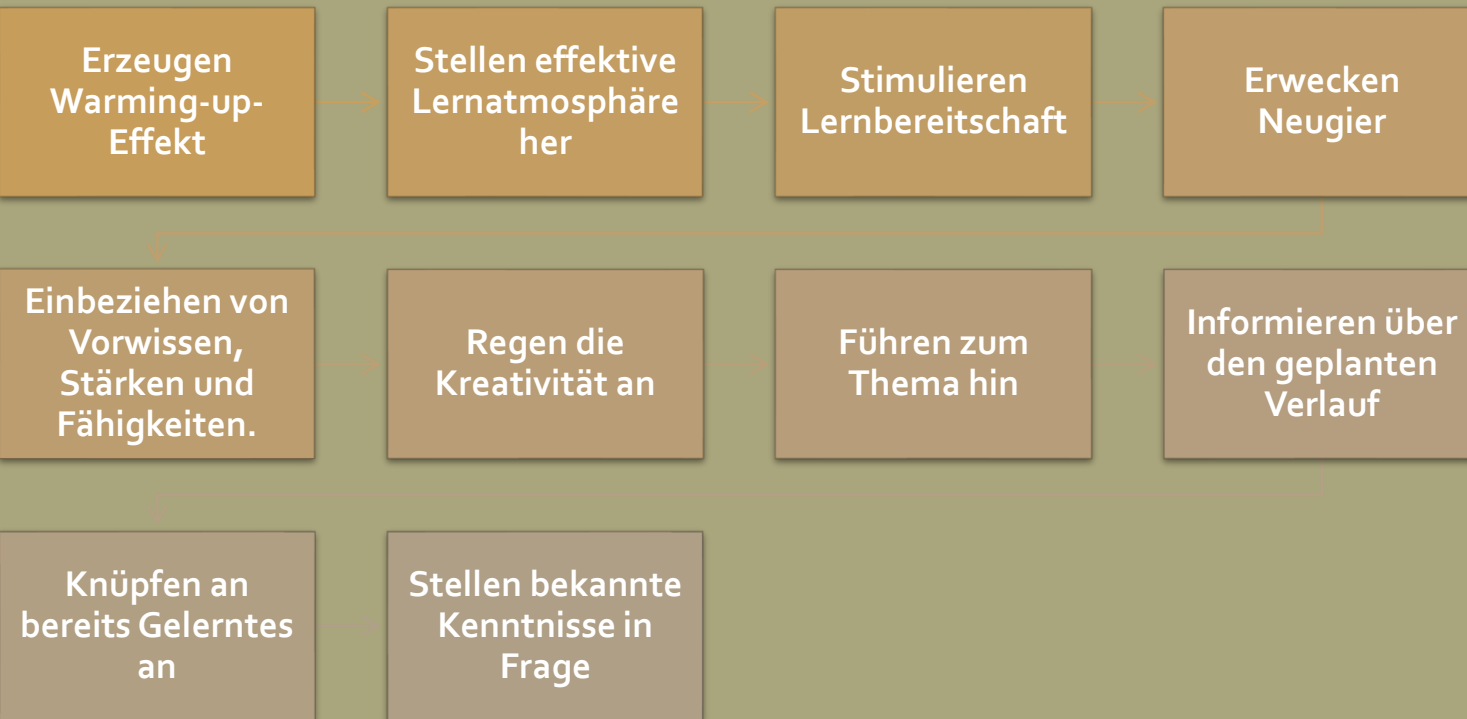 Erzeugen
Warming-up-
Effekt
Stellen effektive
Lernatmosphäre
her
Stimulieren
Lernbereitschaft
Erwecken
Neugier
Einbeziehen von
Vorwissen,
Stärken und
Fähigkeiten.
Regen die
Kreativität an
Führen zum
Thema hin
Informieren über
den geplanten
Verlauf
Knüpfen an
bereits Gelerntes
an
Stellen bekannte
Kenntnisse in
Frage